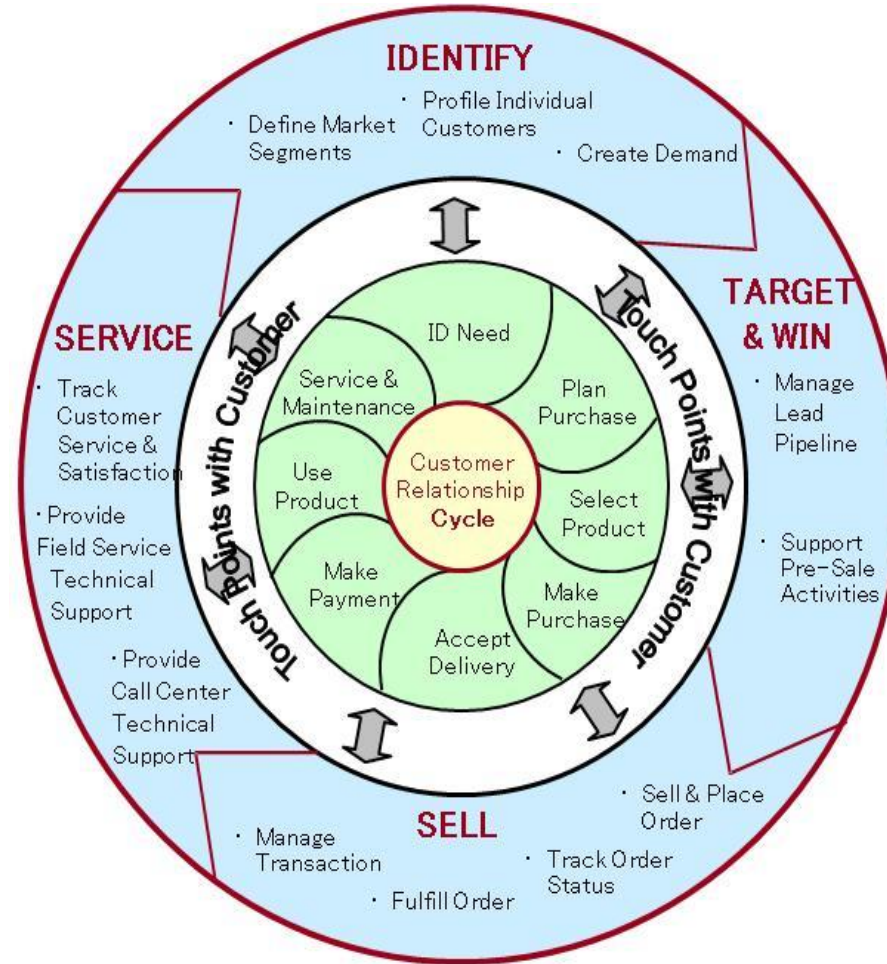 IDENTIFY
· Define Market
Segments
· Profile Individual
Customers
· Create Demand
TARGET
& WIN
· Manage
Lead
Pipeline
· Support
Pre-Sale
Activities
SELL
· Sell & Place
Order
· Track Order
Status
· Fulfill Order
· Manage
Transaction
SERVICE
· Track
Customer
Service &
Satisfaction
· Provide
Field Service
Technical
Support
· Provide
Call Center
Technical
Support
Touch Points with Customer
Touch Points with Customer
ID Need
Plan
Purchase
Select
Product
Make
Purchase
Accept
Delivery
Make
Payment
Use
Product
Service &
Maintenance
Customer
Relationship
Cycle